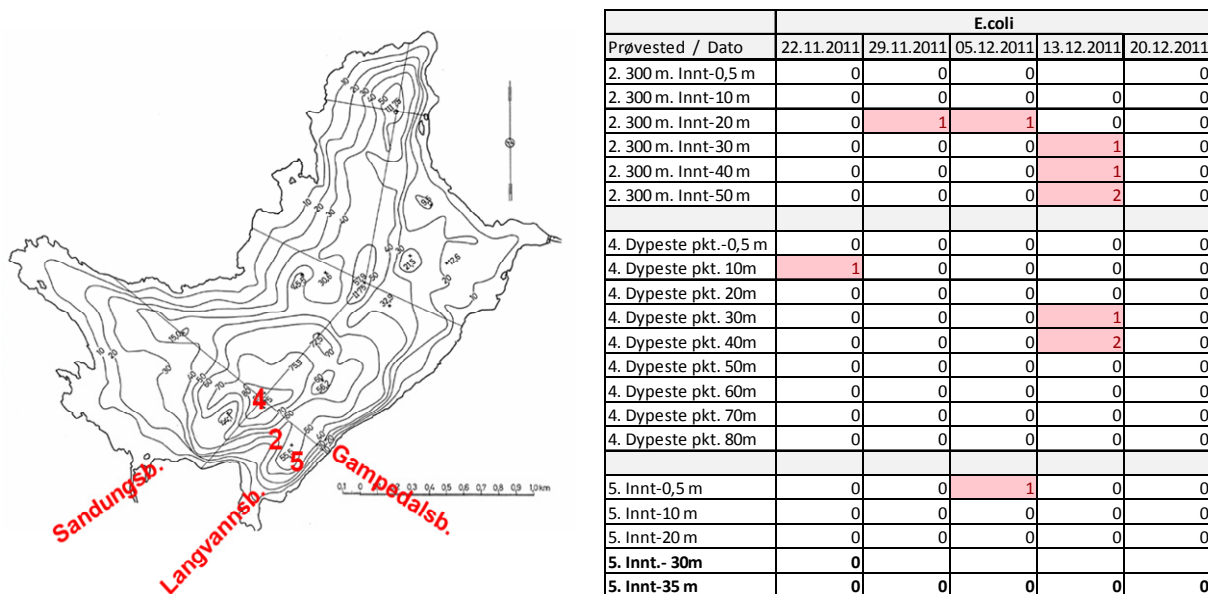 Sandungsb.
Langvannsb.
Gampedalsb.
4
2
5
0,1 0 0,1 0,2 0,3 0,4 0,5 0,6 0,7 0,8 0,9 1,0 km
E.coli
Prøvested / Dato 22.11.2011 29.11.2011 05.12.2011 13.12.2011 20.12.2011
2. 300 m. Innt-0,5 m 0 0 0 0
2. 300 m. Innt-10 m 0 0 0 0 0
2. 300 m. Innt-20 m 0 1 1 0 0
2. 300 m. Innt-30 m 0 0 0 1 0
2. 300 m. Innt-40 m 0 0 0 1 0
2. 300 m. Innt-50 m 0 0 0 2 0
4. Dypeste pkt.-0,5 m 0 0 0 0 0
4. Dypeste pkt. 10m 1 0 0 0 0
4. Dypeste pkt. 20m 0 0 0 0 0
4. Dypeste pkt. 30m 0 0 0 1 0
4. Dypeste pkt. 40m 0 0 0 2 0
4. Dypeste pkt. 50m 0 0 0 0 0
4. Dypeste pkt. 60m 0 0 0 0 0
4. Dypeste pkt. 70m 0 0 0 0 0
4. Dypeste pkt. 80m 0 0 0 0 0
5. Innt-0,5 m 0 0 1 0 0
5. Innt-10 m 0 0 0 0 0
5. Innt-20 m 0 0 0 0 0
5. Innt.- 30m 0
5. Innt-35 m 0 0 0 0 0